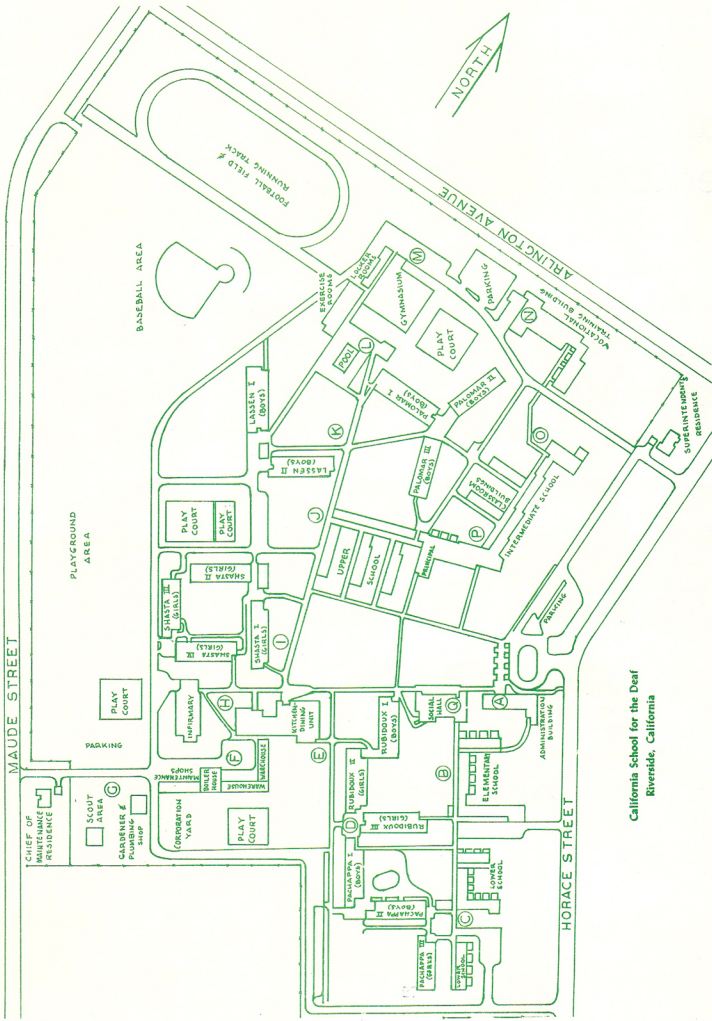 NORTH
ARLINGTON AVENUE
FOOTBALL FIELD &
RUNNING TRACK
BASEBALL AREA
EXERCISE
ROOMS
LOCKER
ROOMS
M
GYMNASIUM
PARKING
VOCATIONAL
TRAINING BUILDING
N
PLAY
COURT
POOL
L
LASSEN I
(BOYS)
PALOMAR I
(BOYS)
PALOMAR II
(BOYS)
SUPERINTENDENTS
RESIDENCE
K
LASSEN II
(BOYS)
PALOMAR III
(BOYS)
CLASSROOM
BUILDINGS
O
INTERMEDIATE SCHOOL
PLAYGROUND
AREA
PLAY
COURT
PLAY
COURT
J
P
UPPER
SCHOOL
PRINCIPAL
SHASTA II
(GIRLS)
SHASTA III
(GIRLS)
SHASTA IV
(GIRLS)
SHASTA I
(GIRLS)
I
PARKING
MAUDE STREET
PLAY
COURT
INFIRMARY
H
KITCHEN-
DINING
UNIT
RUBIDOUX I
(BOYS)
SOCIAL
HALL
Q
A
ADMINISTRATION
BUILDING
PARKING
MAINTENANCE
SHOPS
BOILER
HOUSE
F
WAREHOUSE
WAREHOUSE
E
RUBIDOUX II
(GIRLS)
B
ELEMENTARY
SCHOOL
CHIEF OF
MAINTENANCE
RESIDENCE
SCOUT
AREA
G
GARDENER &
PLUMBING
SHOP
CORPORATION
YARD
PLAY
COURT
D
RUBIDOUX III
(GIRLS)
PACHAPPA I
(BOYS)
PACHAPPA II
(BOYS)
PACHAPPA III
(GIRLS)
LOWER
SCHOOL
C
LOWER
SCHOOL
HORACE STREET
California School for the Deaf
Riverside, California